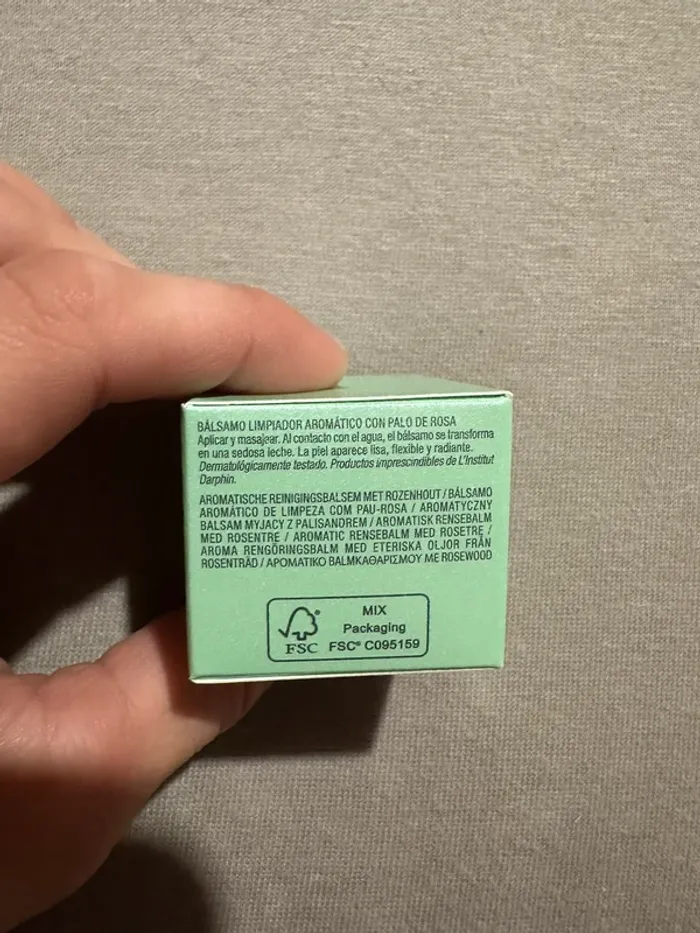 BÁLSAMO LIMPIADOR AROMÁTICO CON PALO DE ROSA
Aplicar y masajear. Al contacto con el agua, el bálsamo se transforma
en una sedosa leche. La piel aparece lisa, flexible y radiante.
Dermatológicamente testado. Productos imprescindibles de L'Institut
Darphin.
AROMATISCHE REINIGINGSBALSEM MET ROZENHOUT / BÁLSAMO
AROMÁTICO DE LIMPEZA COM PAU-ROSA / AROMATYCZNY
BALSAM MYJACY Z PALISANDREM / AROMATISK RENSEBALM
MED ROSENTRE / AROMATIC RENSEBALM MED ROSETRE /
AROMA RENGÖRINGSBALM MED ETERISKA OLJOR FRÅN
ROSENTRÄD / ΑΡΩΜΑΤΙΚΟ BALMΚΑΘΑΡΙΣΜΟΥ ΜΕ ROSEWOOD
FSC
MIX
Packaging
FSC® C095159